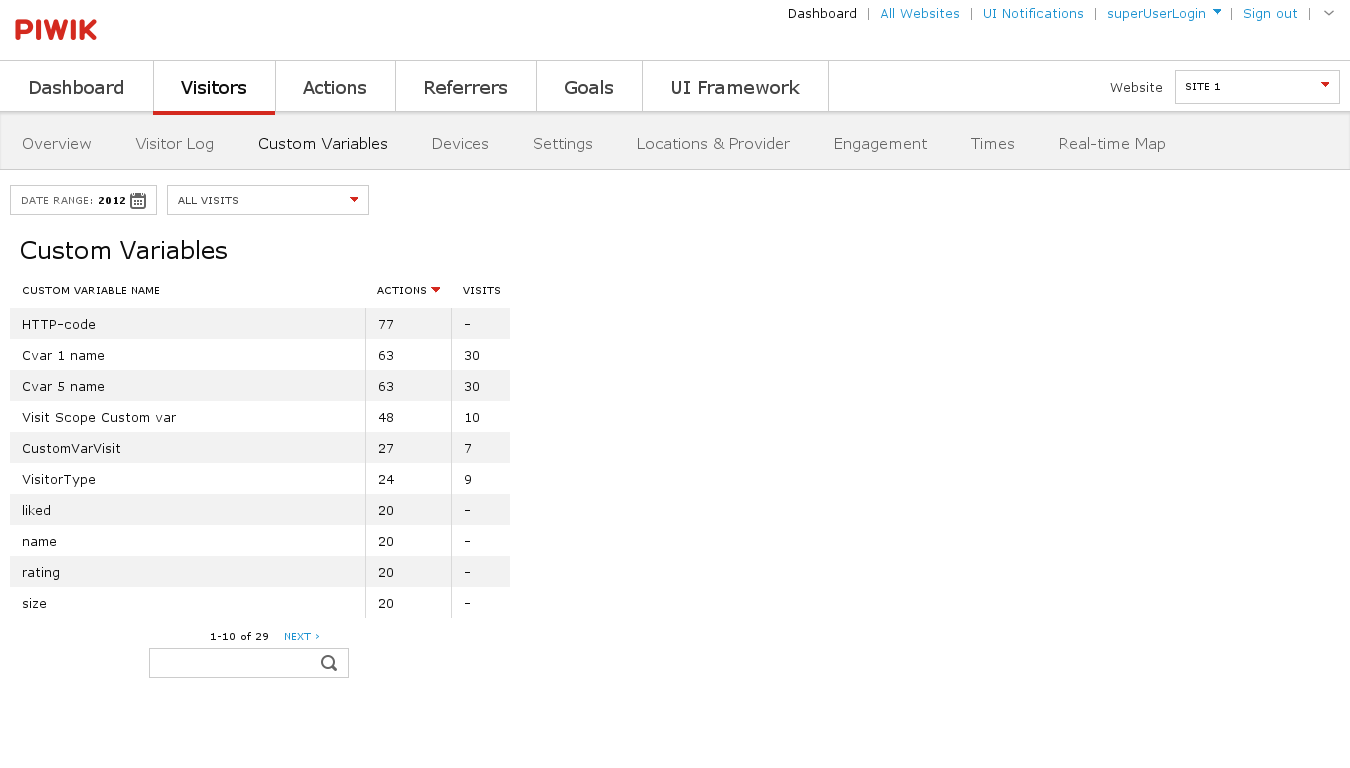 PIWIK
Dashboard | All Websites | UI Notifications | superUserLogin | Sign out |
Dashboard Visitors Actions Referrers Goals UI Framework Website SITE 1
Overview Visitor Log Custom Variables Devices Settings Locations & Provider Engagement Times Real-time Map
DATE RANGE: 2012 ALL VISITS
Custom Variables
CUSTOM VARIABLE NAME ACTIONS VISITS
HTTP-code 77 -
Cvar 1 name 63 30
Cvar 5 name 63 30
Visit Scope Custom var 48 10
CustomVarVisit 27 7
VisitorType 24 9
liked 20 -
name 20 -
rating 20 -
size 20 -
1-10 of 29 NEXT ›